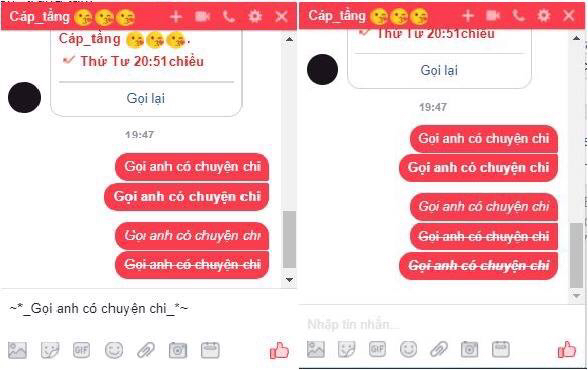 Cáp_tầng
Cáp_tầng
.
Thứ Tư 20:51chiều
Gọi lại
19:47
Gọi anh có chuyện chi
Gọi anh có chuyện chi
Gọi anh có chuyện chi
Gọi anh có chuyện chi
~*_Gọi anh có chuyện chi_*~
GIF
Cáp_tầng
Thứ Tư 20:51chiều
Gọi lại
19:47
Gọi anh có chuyện chi
Gọi anh có chuyện chi
Gọi anh có chuyện chi
Gọi anh có chuyện chi
Gọi anh có chuyện chi
Nhập tin nhắn...
GIF